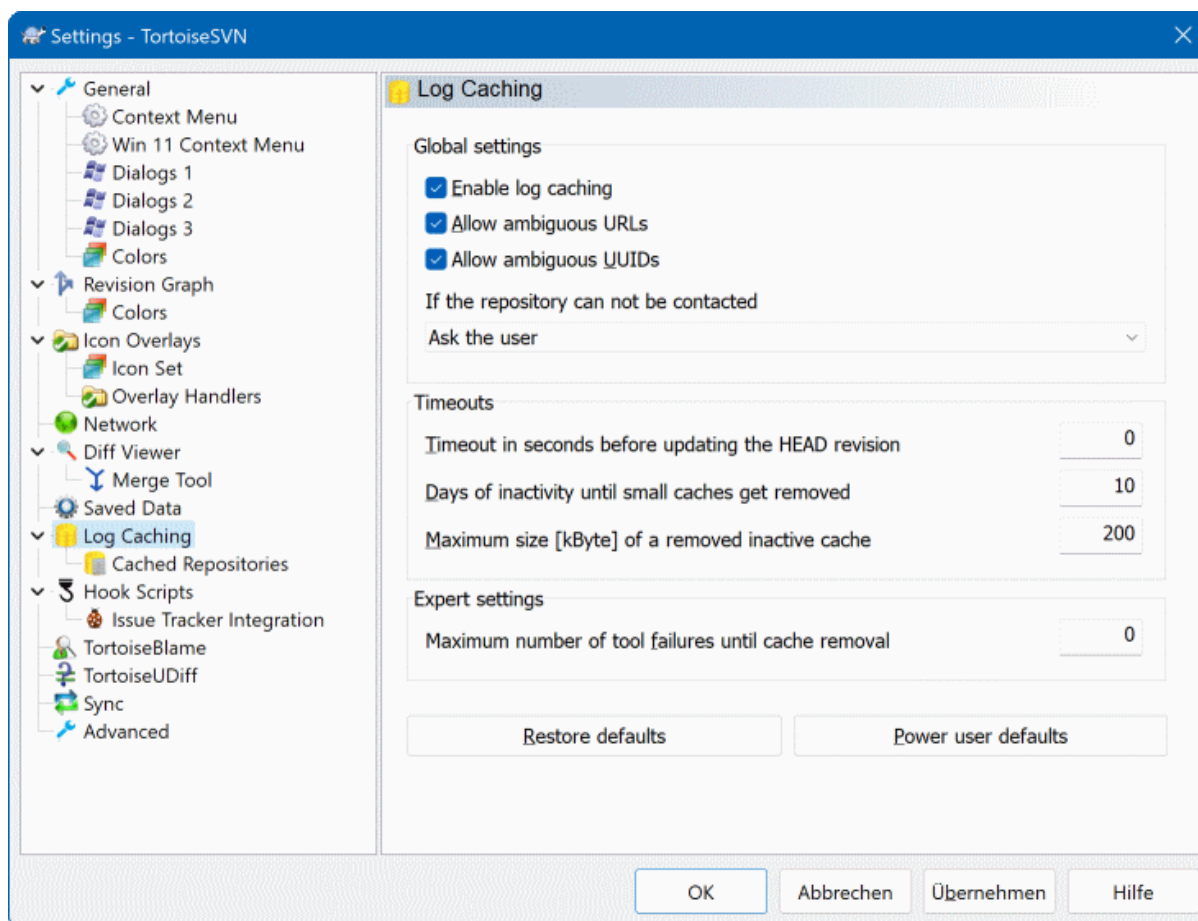 Settings - TortoiseSVN
General
Context Menu
Win 11 Context Menu
Dialogs 1
Dialogs 2
Dialogs 3
Colors
Revision Graph
Colors
Icon Overlays
Icon Set
Overlay Handlers
Network
Diff Viewer
Merge Tool
Saved Data
Log Caching
Cached Repositories
Hook Scripts
Issue Tracker Integration
TortoiseBlame
TortoiseUDiff
Sync
Advanced
Log Caching
Global settings
Enable log caching
Allow ambiguous URLs
Allow ambiguous UUIDs
If the repository can not be contacted
Ask the user
Timeouts
Timeout in seconds before updating the HEAD revision 0
Days of inactivity until small caches get removed 10
Maximum size [kByte] of a removed inactive cache 200
Expert settings
Maximum number of tool failures until cache removal 0
Restore defaults Power user defaults
OK Abbrechen Übernehmen Hilfe